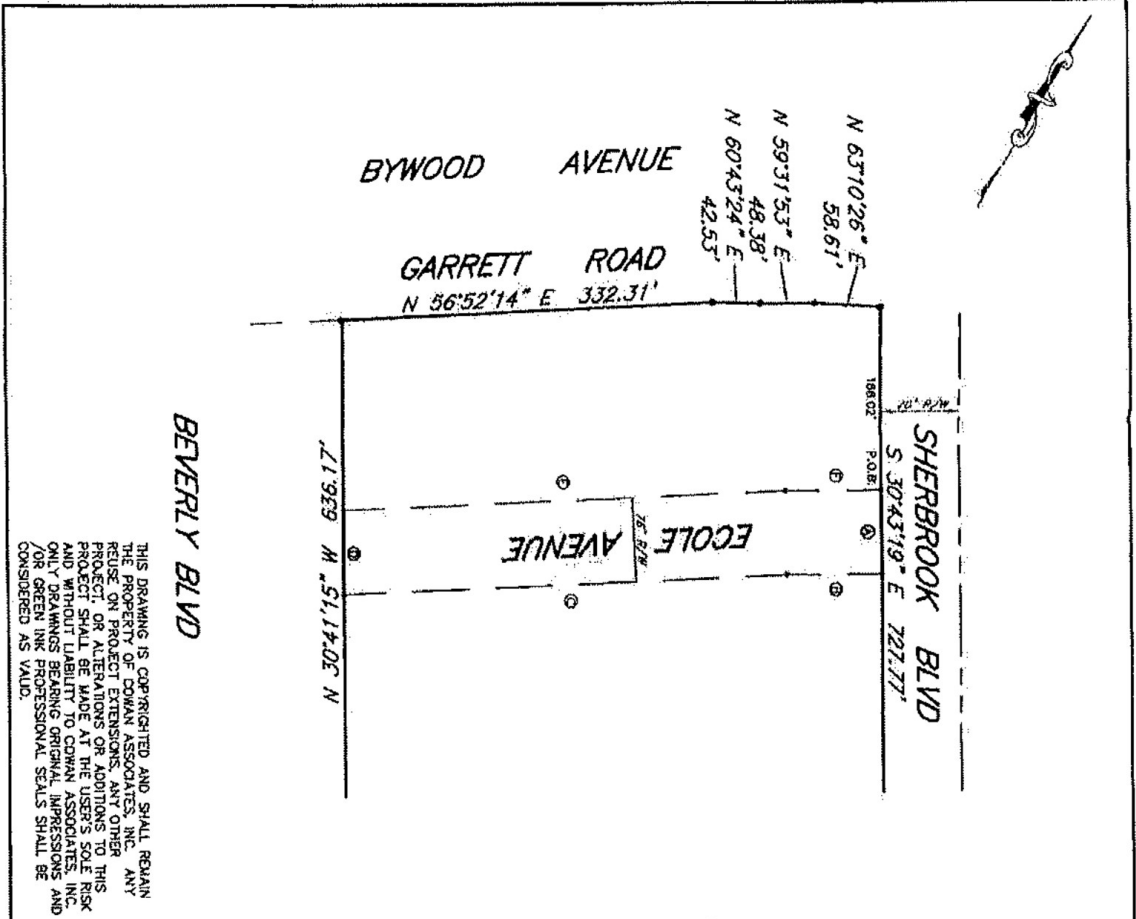 BYWOOD AVENUE
GARRETT ROAD
N 56°52'14" E 332.31'
N 60°43'24" E
42.53'
N 59°31'53" E
48.38'
N 63°10'26" E
58.61'
70' R/W
168.02'
P.O.B.
SHERBROOK BLVD
S 30°43'19" E 727.77'
ECOLE AVENUE
76' R/W
A
B
C
D
E
F
N 30°41'15" W 636.17'
BEVERLY BLVD
THIS DRAWING IS COPYRIGHTED AND SHALL REMAIN
THE PROPERTY OF COWAN ASSOCIATES, INC. ANY
REUSE ON PROJECT EXTENSIONS, ANY OTHER
PROJECT, OR ALTERATIONS OR ADDITIONS TO THIS
PROJECT SHALL BE MADE AT THE USER'S SOLE RISK
AND WITHOUT LIABILITY TO COWAN ASSOCIATES, INC.
ONLY DRAWINGS BEARING ORIGINAL IMPRESSIONS AND
/OR GREEN INK PROFESSIONAL SEALS SHALL BE
CONSIDERED AS VALID.